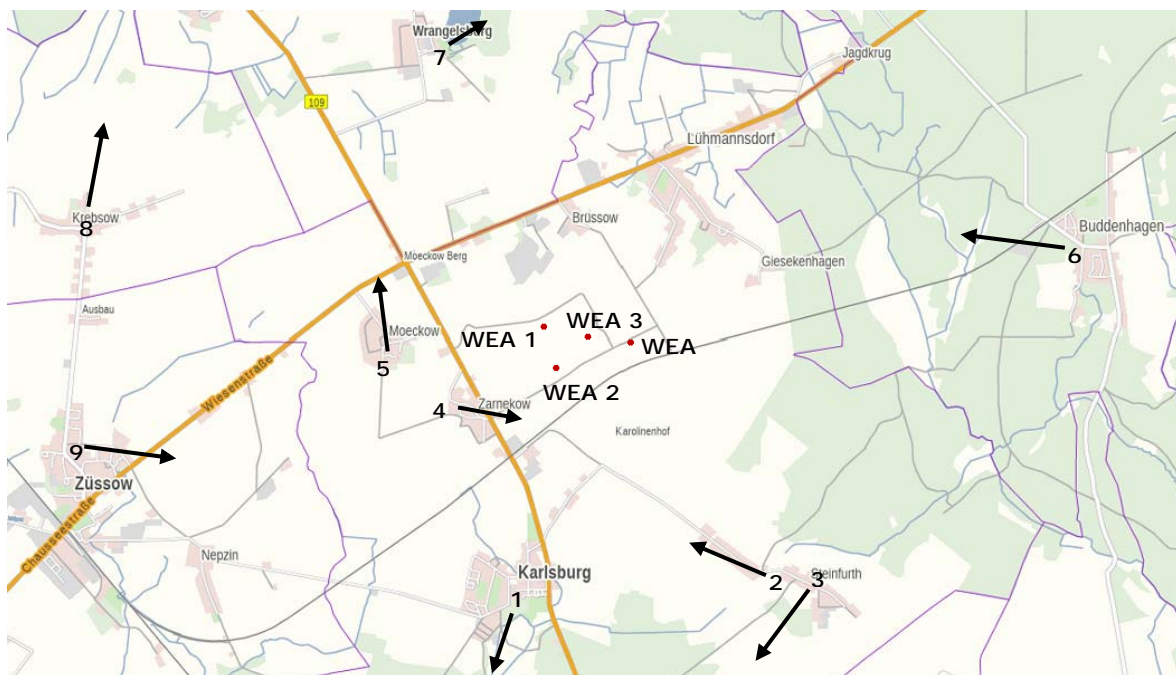 Wrangelsburg
7
Jagdkrug
109
Lühmannsdorf
Krebsow
8
Brüssow
Buddenhagen
6
Moeckow Berg
Giesekenhagen
Ausbau
Moeckow
WEA 1
WEA 3
WEA
5
Wiesenstraße
WEA 2
4
Zarnekow
Karolinenhof
9
Züssow
Chausseestraße
Nepzin
Karlsburg
1
2
3
Steinfurth